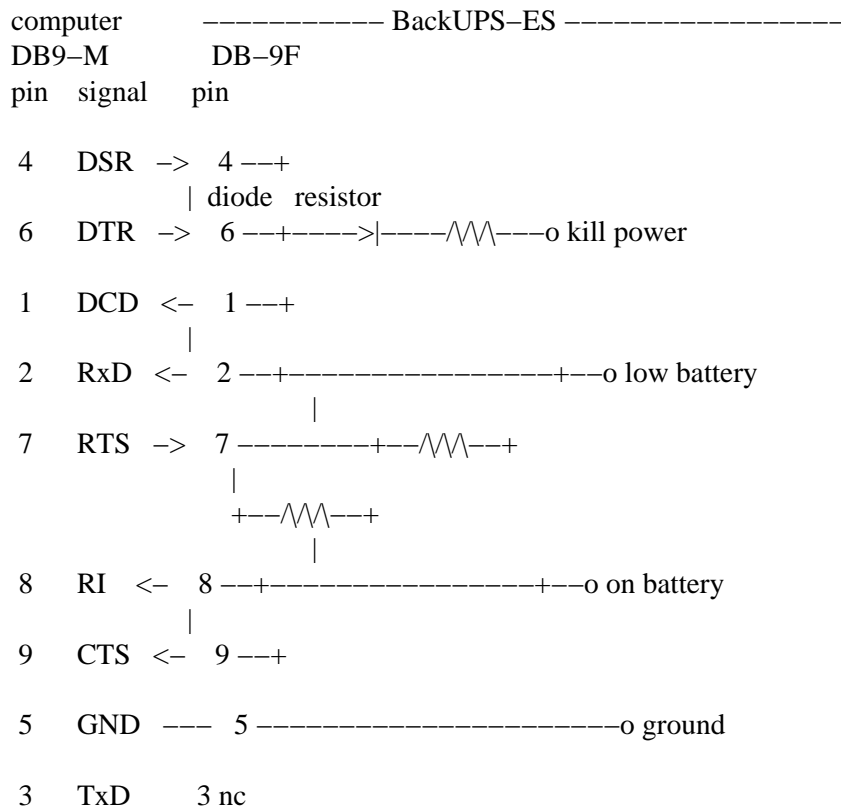 computer −−−−−−−−−−− BackUPS−ES −−−−−−−−−−−−−−−−−
DB9−M DB−9F
pin signal pin
4 DSR −> 4 −−+
| diode resistor
6 DTR −> 6 −−+−−−−>|−−−−/\/\/\−−−o kill power
1 DCD <− 1 −−+
|
2 RxD <− 2 −−+−−−−−−−−−−−−−−−−+−−o low battery
|
7 RTS −> 7 −−−−−−−−+−−/\/\/\−−+
|
+−−/\/\/\−−+
|
8 RI <− 8 −−+−−−−−−−−−−−−−−−−+−−o on battery
|
9 CTS <− 9 −−+
5 GND −−− 5 −−−−−−−−−−−−−−−−−−−−−−o ground
3 TxD 3 nc